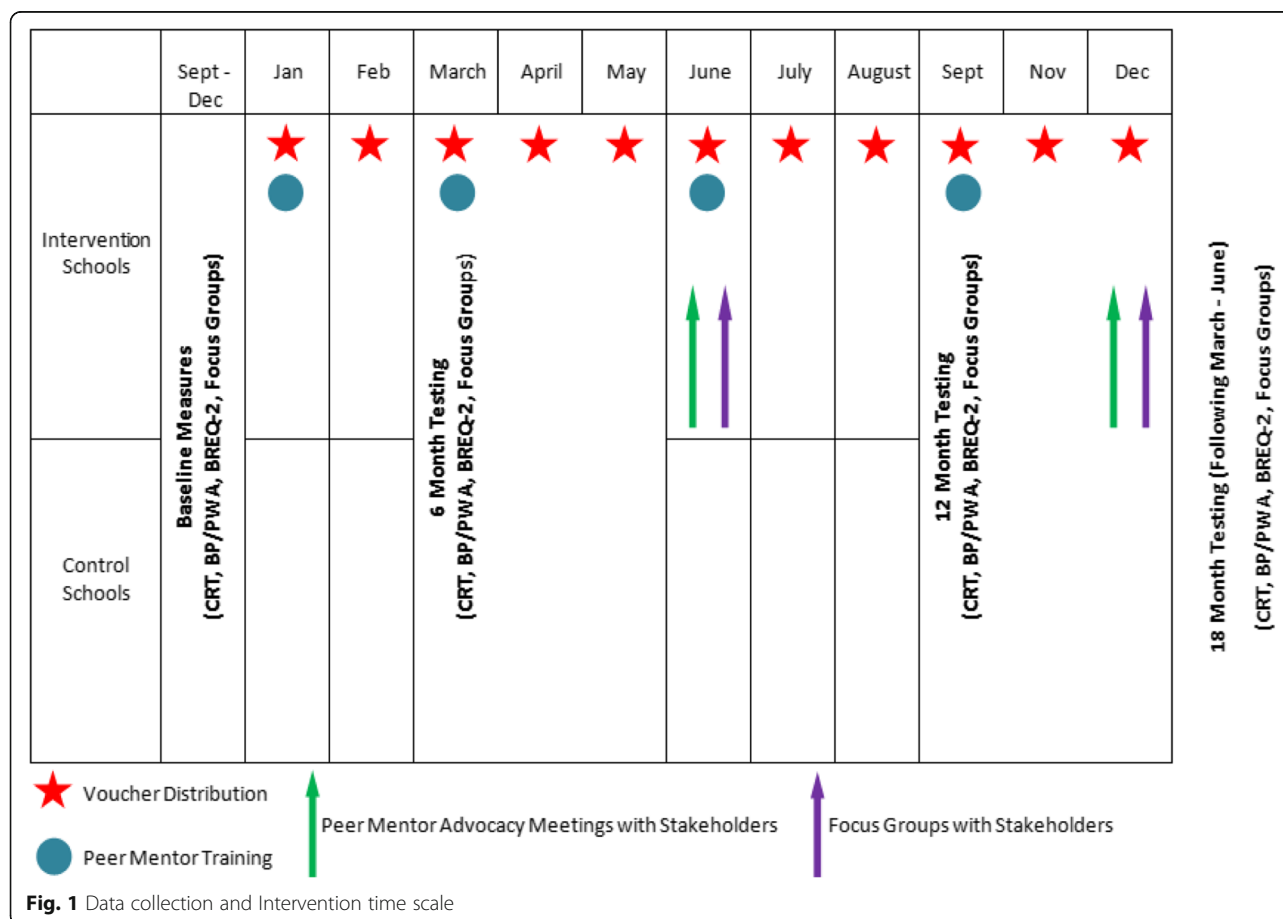 Sept - Dec
Jan
Feb
March
April
May
June
July
August
Sept
Nov
Dec
Intervention
Schools
Control
Schools
Baseline Measures
(CRT, BP/PWA, BREQ-2, Focus Groups)
6 Month Testing
(CRT, BP/PWA, BREQ-2, Focus Groups)
12 Month Testing
(CRT, BP/PWA, BREQ-2, Focus Groups)
18 Month Testing (Following March - June)
(CRT, BP/PWA, BREQ-2, Focus Groups)
Voucher Distribution
Peer Mentor Training
Peer Mentor Advocacy Meetings with Stakeholders
Focus Groups with Stakeholders
Fig. 1 Data collection and Intervention time scale